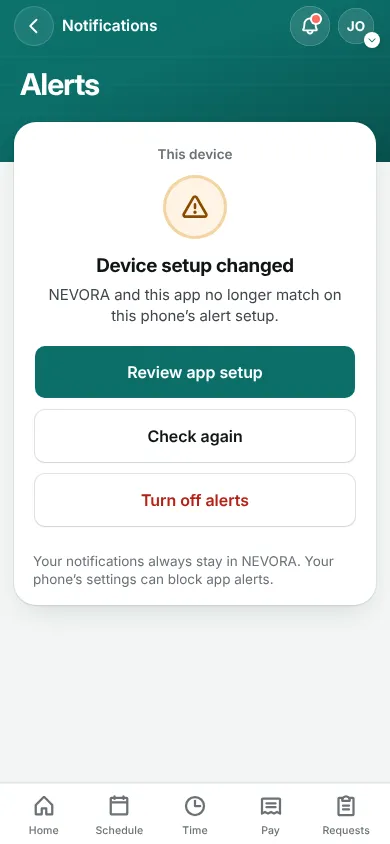 Notifications
JO
Alerts
This device
Device setup changed
NEVORA and this app no longer match on
this phone’s alert setup.
Review app setup
Check again
Turn off alerts
Your notifications always stay in NEVORA. Your
phone’s settings can block app alerts.
Home
Schedule
Time
Pay
Requests